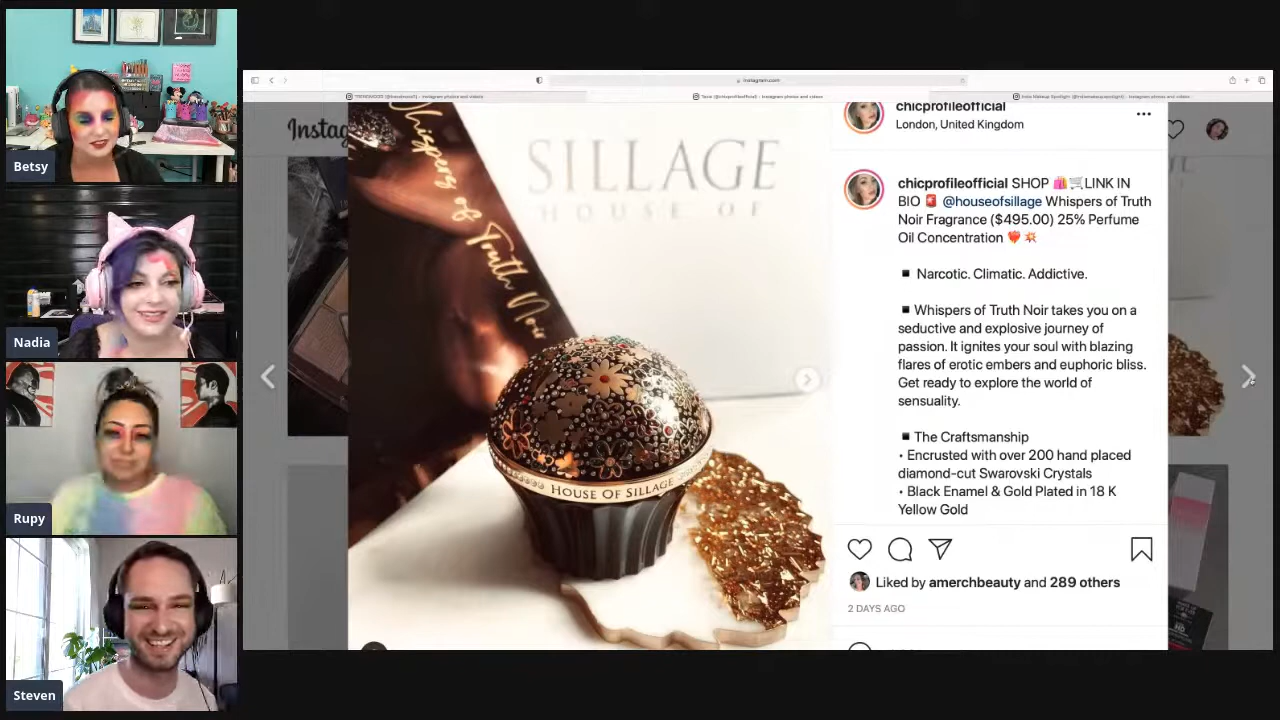 Betsy
Nadia
Rupy
Steven
instagram.com
Instag
Whispers of Truth Noir
SILLAGE
HOUSE OF
HOUSE OF SILLAGE
chicprofileofficial
London, United Kingdom
chicprofileofficial SHOP 🛍️🛒LINK IN
BIO 🚨 @houseofsillage Whispers of Truth
Noir Fragrance ($495.00) 25% Perfume
Oil Concentration ❤️‍🔥💥
◾ Narcotic. Climatic. Addictive.
◾Whispers of Truth Noir takes you on a
seductive and explosive journey of
passion. It ignites your soul with blazing
flares of erotic embers and euphoric bliss.
Get ready to explore the world of
sensuality.
◾The Craftsmanship
• Encrusted with over 200 hand placed
diamond-cut Swarovski Crystals
• Black Enamel & Gold Plated in 18 K
Yellow Gold
Liked by amerchbeauty and 289 others
2 DAYS AGO